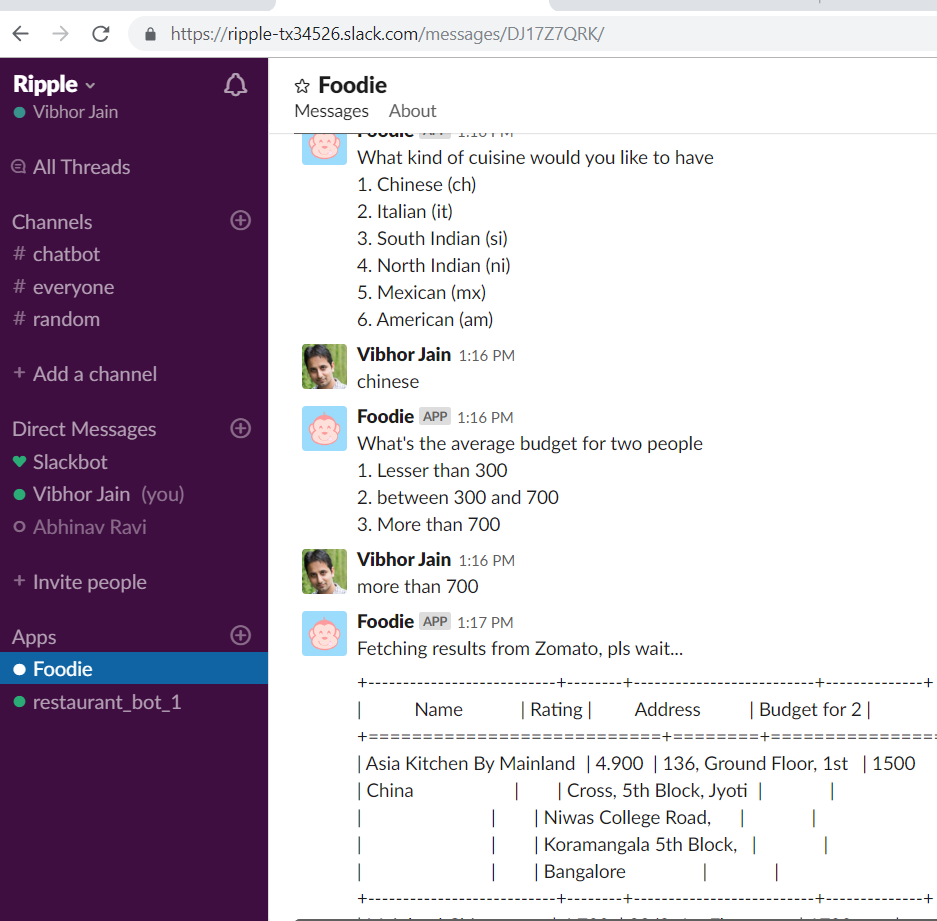 https://ripple-tx34526.slack.com/messages/DJ17Z7QRK/
Ripple
Vibhor Jain
All Threads
Channels
# chatbot
# everyone
# random
+ Add a channel
Direct Messages
Slackbot
Vibhor Jain (you)
Abhinav Ravi
+ Invite people
Apps
Foodie
restaurant_bot_1
Foodie
Messages About
Foodie APP 1:16 PM
What kind of cuisine would you like to have
1. Chinese (ch)
2. Italian (it)
3. South Indian (si)
4. North Indian (ni)
5. Mexican (mx)
6. American (am)
Vibhor Jain 1:16 PM
chinese
Foodie APP 1:16 PM
What's the average budget for two people
1. Lesser than 300
2. between 300 and 700
3. More than 700
Vibhor Jain 1:16 PM
more than 700
Foodie APP 1:17 PM
Fetching results from Zomato, pls wait...
+--------------------------+--------+-------------------------+-------------+
| Name | Rating | Address | Budget for 2 |
+===========================+========+===============
| Asia Kitchen By Mainland | 4.900 | 136, Ground Floor, 1st | 1500
| China | | Cross, 5th Block, Jyoti | |
| | | Niwas College Road, | |
| | | Koramangala 5th Block, | |
| | | Bangalore | |
+--------------------------+--------+-------------------------+-------------+